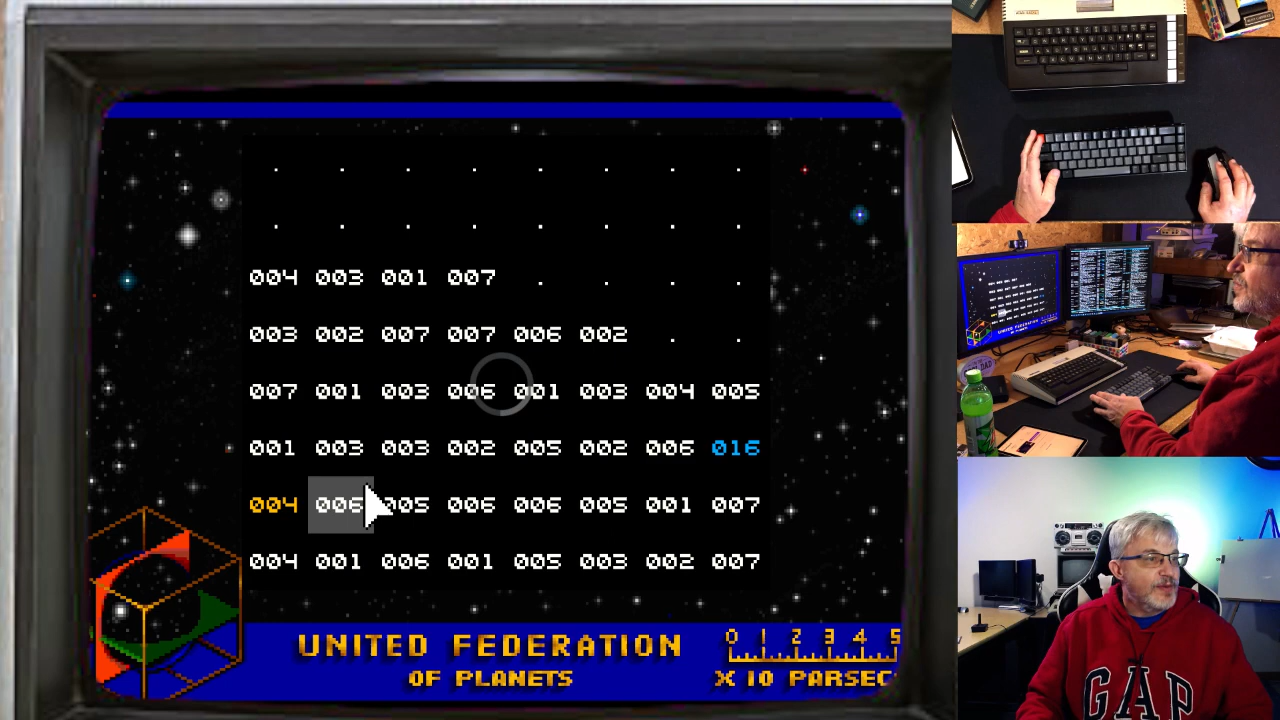 . . . . . . . .
. . . . . . . .
004 003 001 007 . . . .
003 002 007 007 006 002 . .
007 001 003 006 001 003 004 005
001 003 003 002 005 002 006 016
004 006 005 006 006 005 001 007
004 001 006 001 005 003 002 007
UNITED FEDERATION
OF PLANETS
0 1 2 3 4 5
X 10 PARSEC
GAP